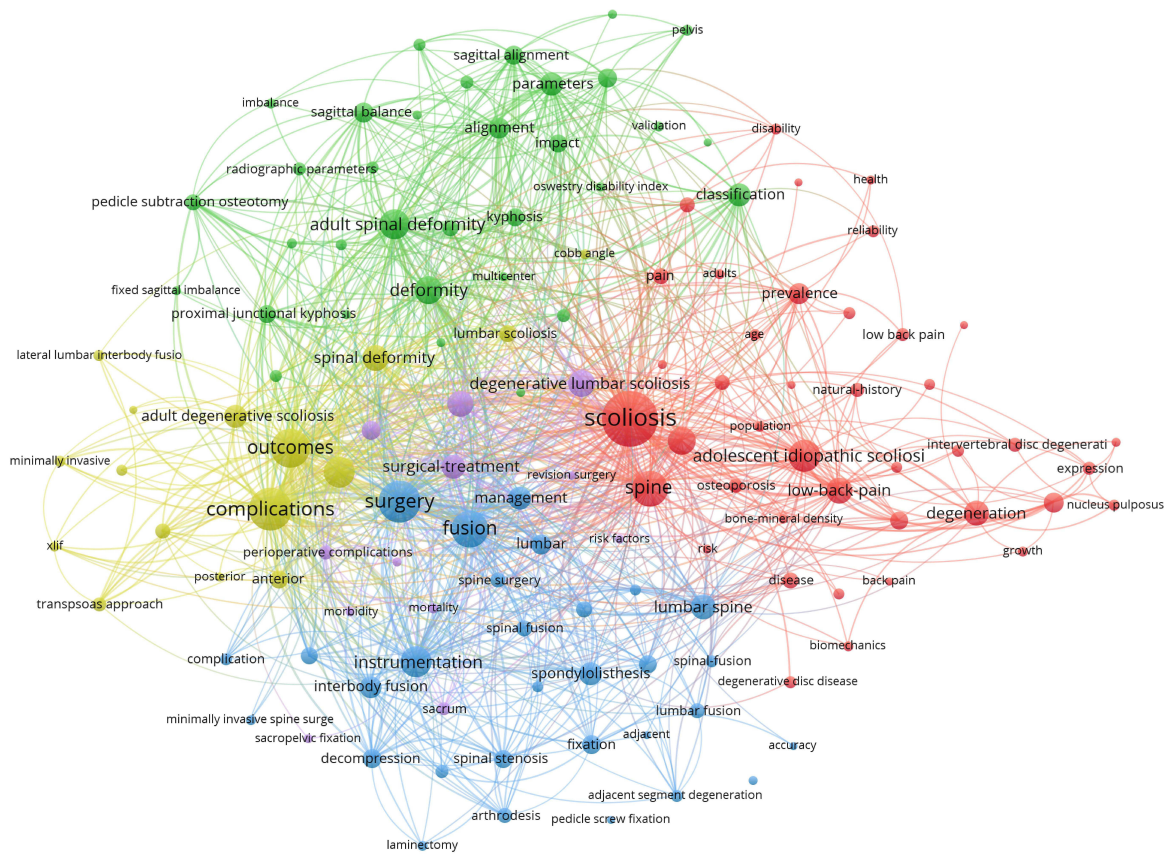 pelvis
sagittal alignment
parameters
imbalance
sagittal balance
alignment
validation
disability
impact
radiographic parameters
health
oswestry disability index
classification
pedicle subtraction osteotomy
adult spinal deformity
kyphosis
reliability
cobb angle
pain
adults
multicenter
fixed sagittal imbalance
deformity
prevalence
proximal junctional kyphosis
lumbar scoliosis
age
low back pain
lateral lumbar interbody fusio
spinal deformity
degenerative lumbar scoliosis
natural-history
adult degenerative scoliosis
scoliosis
population
outcomes
intervertebral disc degenerati
adolescent idiopathic scoliosi
minimally invasive
surgical-treatment
revision surgery
expression
spine
osteoporosis
low-back-pain
surgery
management
nucleus pulposus
complications
degeneration
bone-mineral density
fusion
risk factors
xlif
lumbar
perioperative complications
risk
growth
posterior
anterior
spine surgery
disease
back pain
transpsoas approach
morbidity
mortality
lumbar spine
spinal fusion
biomechanics
complication
instrumentation
spinal-fusion
spondylolisthesis
degenerative disc disease
interbody fusion
sacrum
lumbar fusion
minimally invasive spine surge
sacropelvic fixation
adjacent
fixation
accuracy
decompression
spinal stenosis
adjacent segment degeneration
arthrodesis
pedicle screw fixation
laminectomy